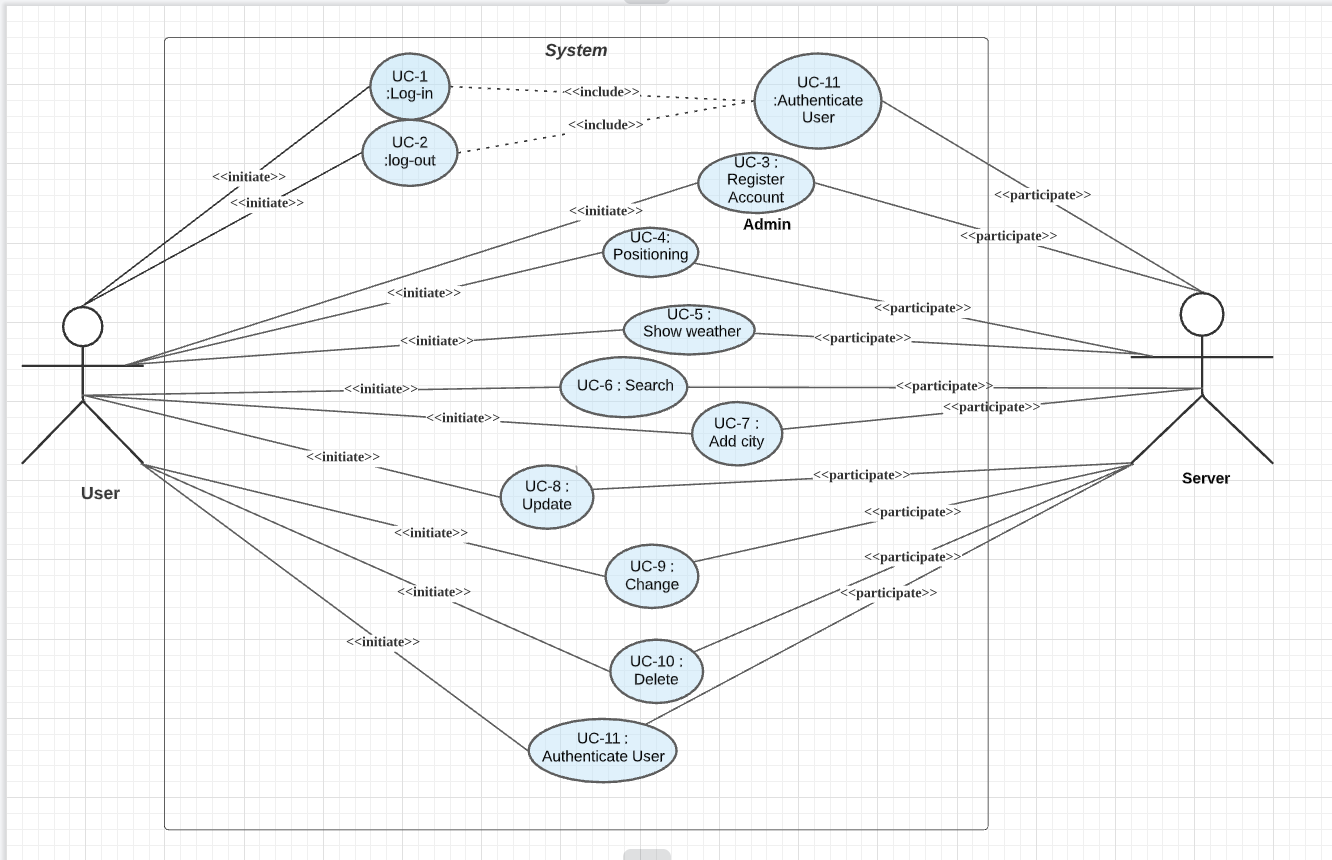 System
UC-1
:Log-in
<<include>>
UC-11
:Authenticate
User
UC-2
:log-out
<<include>>
<<initiate>>
<<initiate>>
UC-3 :
Register
Account
Admin
<<initiate>>
<<participate>>
<<participate>>
UC-4:
Positioning
<<initiate>>
<<participate>>
UC-5 :
Show weather
<<initiate>>
<<participate>>
UC-6 : Search
<<initiate>>
<<participate>>
UC-7 :
Add city
<<initiate>>
<<participate>>
UC-8 :
Update
<<initiate>>
<<participate>>
User
Server
UC-9 :
Change
<<initiate>>
<<participate>>
UC-10 :
Delete
<<initiate>>
<<participate>>
UC-11 :
Authenticate User
<<initiate>>
<<participate>>